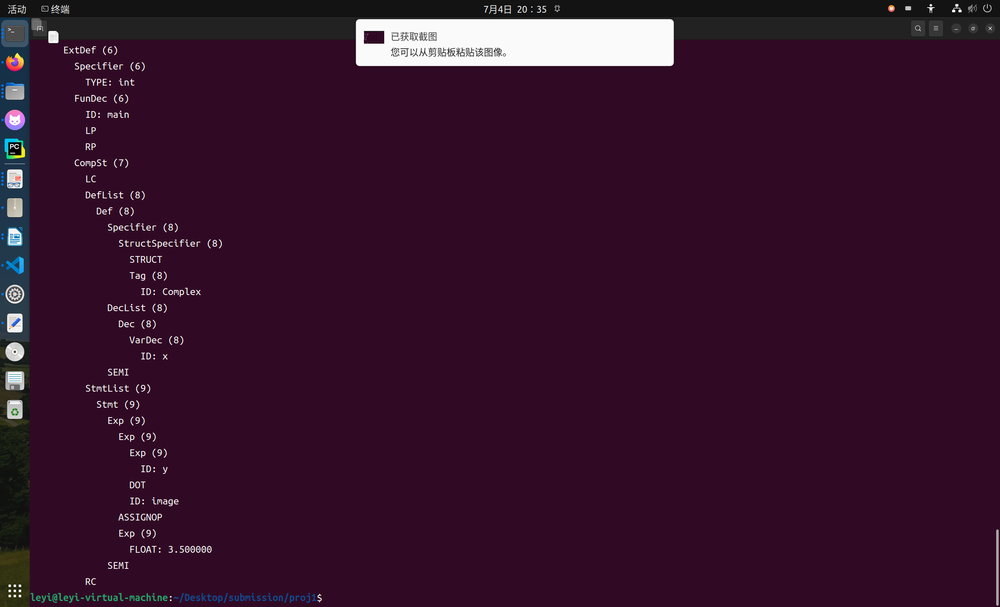 活动 终端 7月4日 20:35
已获取截图
您可以从剪贴板粘贴该图像。
>_
PC
ExtDef (6)
Specifier (6)
TYPE: int
FunDec (6)
ID: main
LP
RP
CompSt (7)
LC
DefList (8)
Def (8)
Specifier (8)
StructSpecifier (8)
STRUCT
Tag (8)
ID: Complex
DecList (8)
Dec (8)
VarDec (8)
ID: x
SEMI
StmtList (9)
Stmt (9)
Exp (9)
Exp (9)
Exp (9)
ID: y
DOT
ID: image
ASSIGNOP
Exp (9)
FLOAT: 3.500000
SEMI
RC
leyi@leyi-virtual-machine:~/Desktop/submission/proj1$